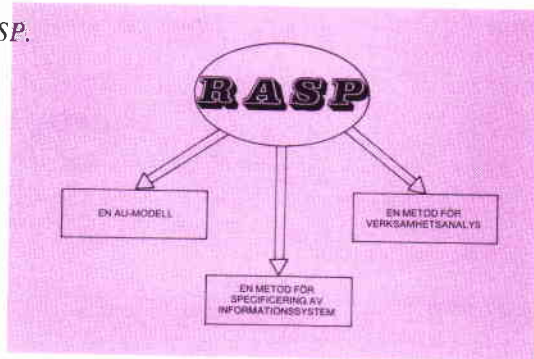 SP.
RASP
EN AU-MODELL
EN METOD FÖR
VERKSAMHETSANALYS
EN METOD FÖR
SPECIFICERING AV
INFORMATIONSSYSTEM